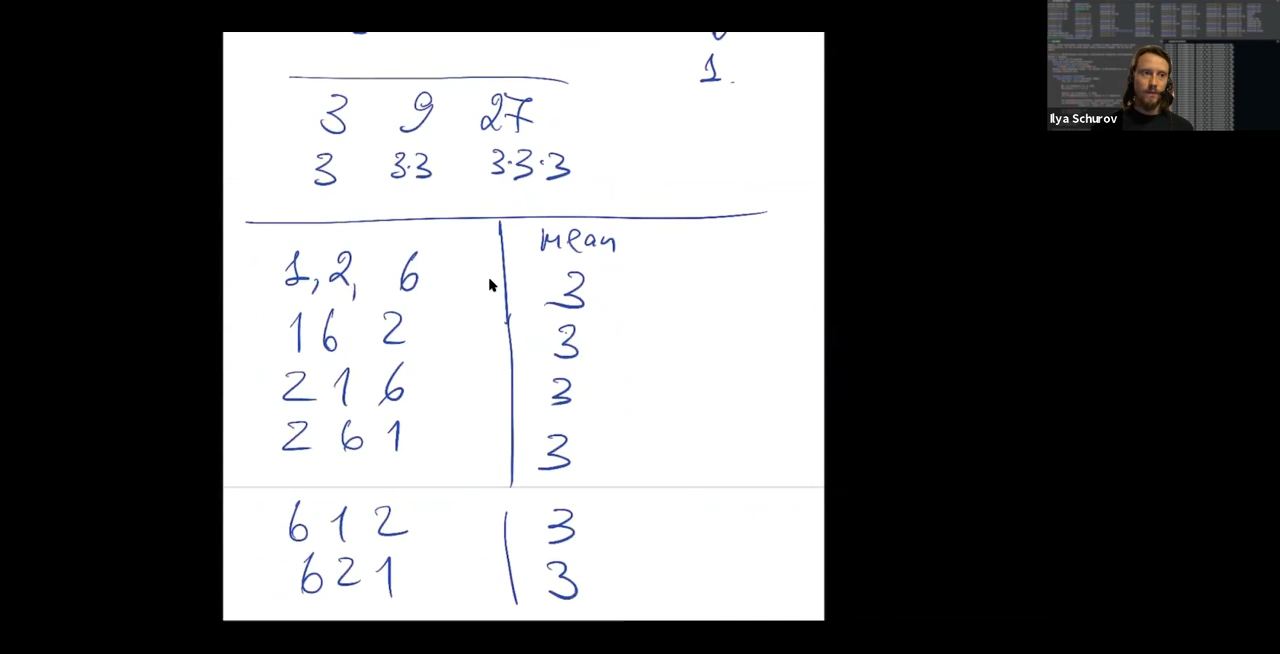 1.
3 9 27
3 3·3 3·3·3
mean
1, 2, 6 3
1 6 2 3
2 1 6 3
2 6 1 3
6 1 2 3
6 2 1 3
Ilya Schurov